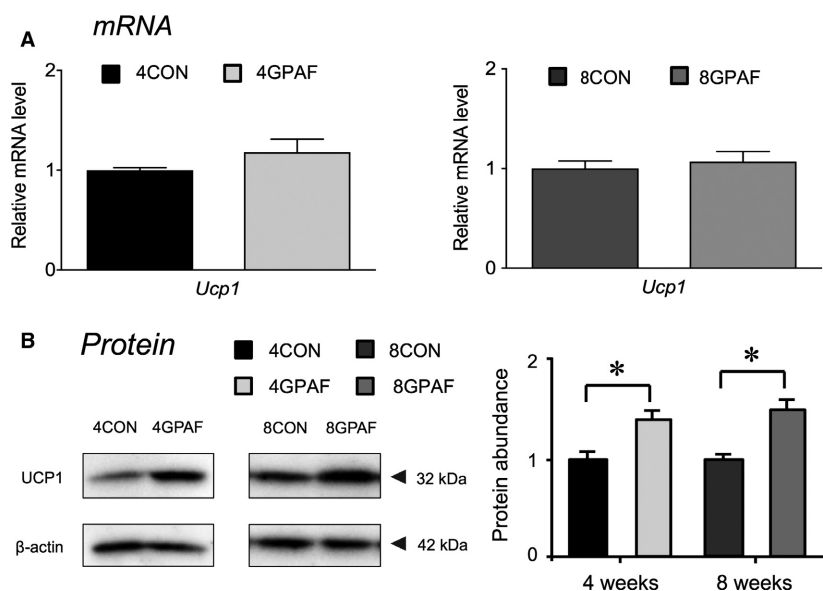 A
mRNA
4CON 4GPAF
Relative mRNA level
2
1
0
Ucp1
8CON 8GPAF
Relative mRNA level
2
1
0
Ucp1
B
Protein
4CON 8CON
4GPAF 8GPAF
4CON 4GPAF 8CON 8GPAF
UCP1 32 kDa
β-actin 42 kDa
Protein abundance
2
1
0
* *
4 weeks 8 weeks